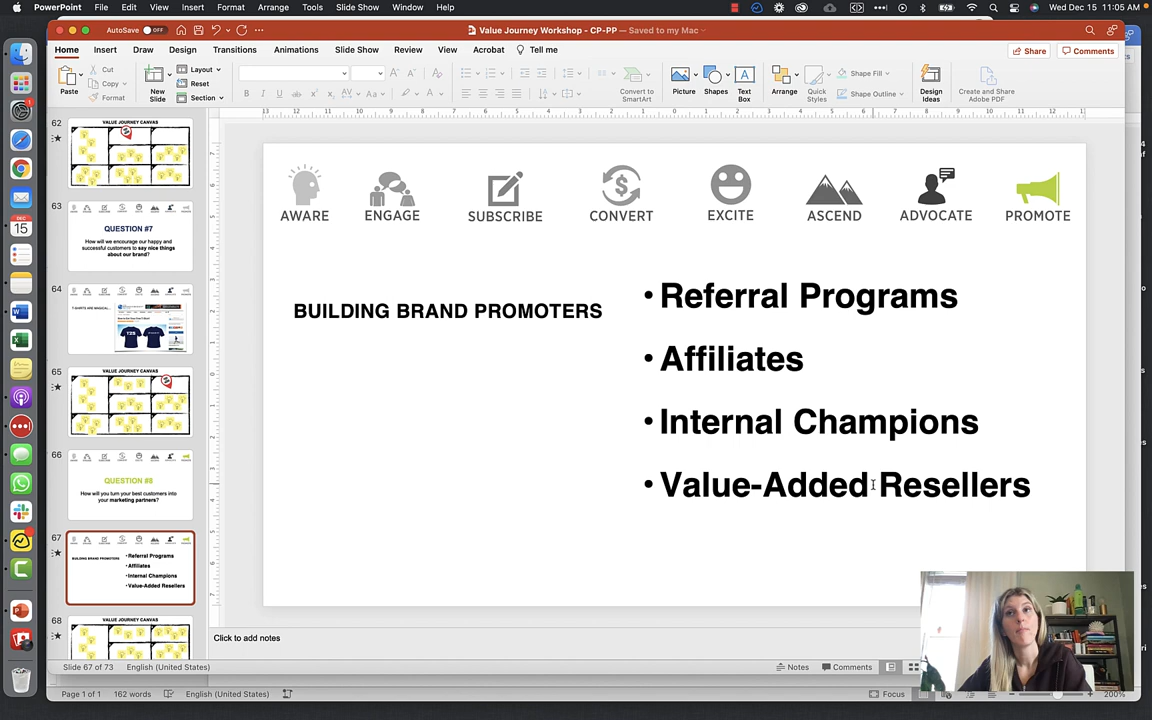 PowerPoint File Edit View Insert Format Arrange Tools Slide Show Window Help Wed Dec 15 11:05 AM
AutoSave OFF Value Journey Workshop - CP-PP — Saved to my Mac
Home Insert Draw Design Transitions Animations Slide Show Review View Acrobat Tell me Share Comments
Paste Cut Copy Format
New Slide Layout Reset Section
Convert to SmartArt Picture Shapes Text Box Arrange Quick Styles Shape Fill Shape Outline Design Ideas Create and Share Adobe PDF
62
VALUE JOURNEY CANVAS
63
QUESTION #7
How will we encourage our happy and
successful customers to say nice things
about our brand?
64
T-SHIRTS ARE MAGICAL...
65
VALUE JOURNEY CANVAS
66
QUESTION #8
How will you turn your best customers into
your marketing partners?
67
BUILDING BRAND PROMOTERS
•Referral Programs
•Affiliates
•Internal Champions
•Value-Added Resellers
68
VALUE JOURNEY CANVAS
AWARE ENGAGE SUBSCRIBE CONVERT EXCITE ASCEND ADVOCATE PROMOTE
BUILDING BRAND PROMOTERS
• Referral Programs
• Affiliates
• Internal Champions
• Value-Added Resellers
Click to add notes
Slide 67 of 73 English (United States) Notes Comments
Page 1 of 1 162 words English (United States) Focus 200%